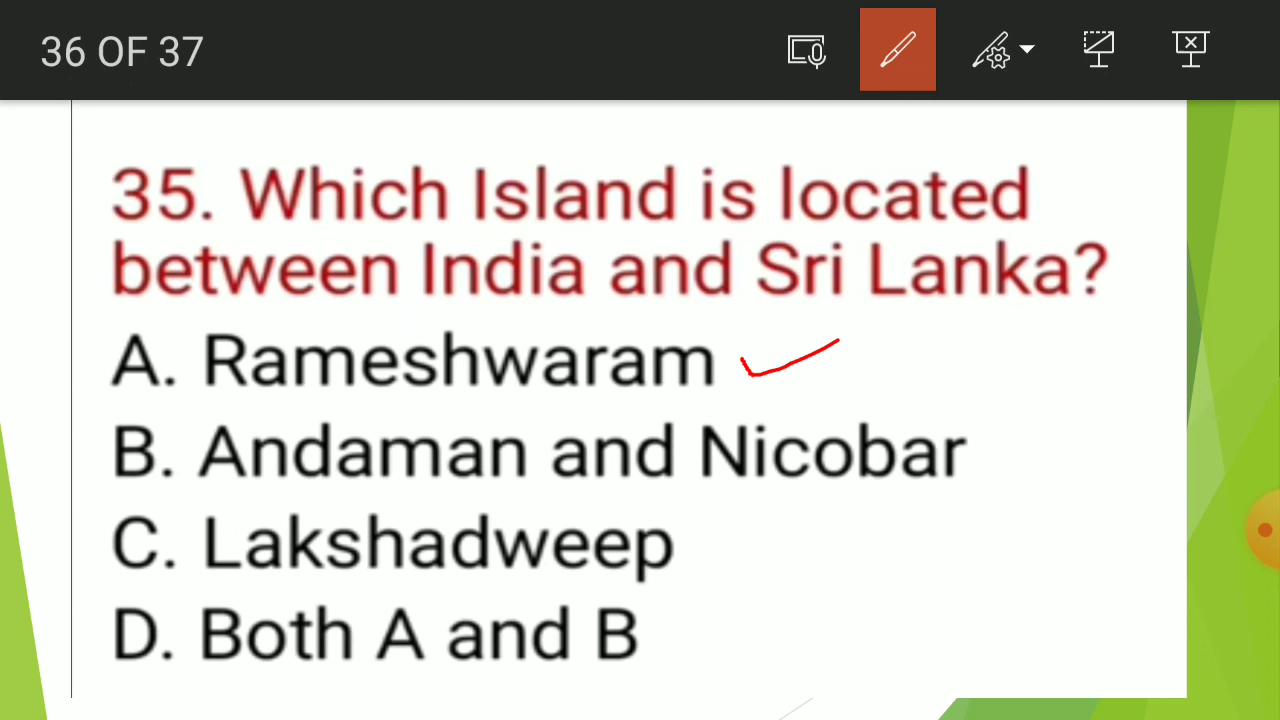 36 OF 37
35. Which Island is located
between India and Sri Lanka?
A. Rameshwaram
B. Andaman and Nicobar
C. Lakshadweep
D. Both A and B